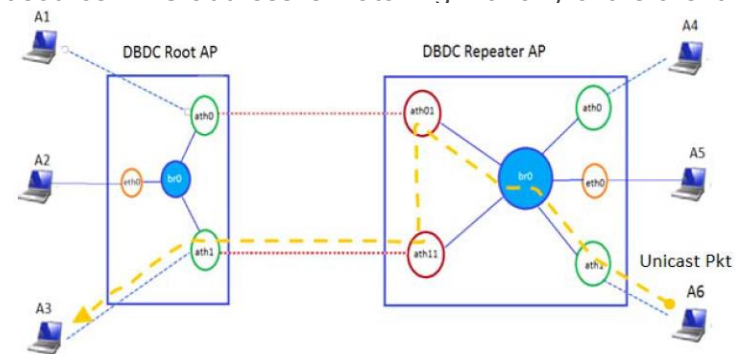 A1
A4
DBDC Root AP
DBDC Repeater AP
ath0
ath01
ath0
A2
A5
eth0
br0
br0
eth0
ath1
ath11
ath1
Unicast Pkt
A3
A6